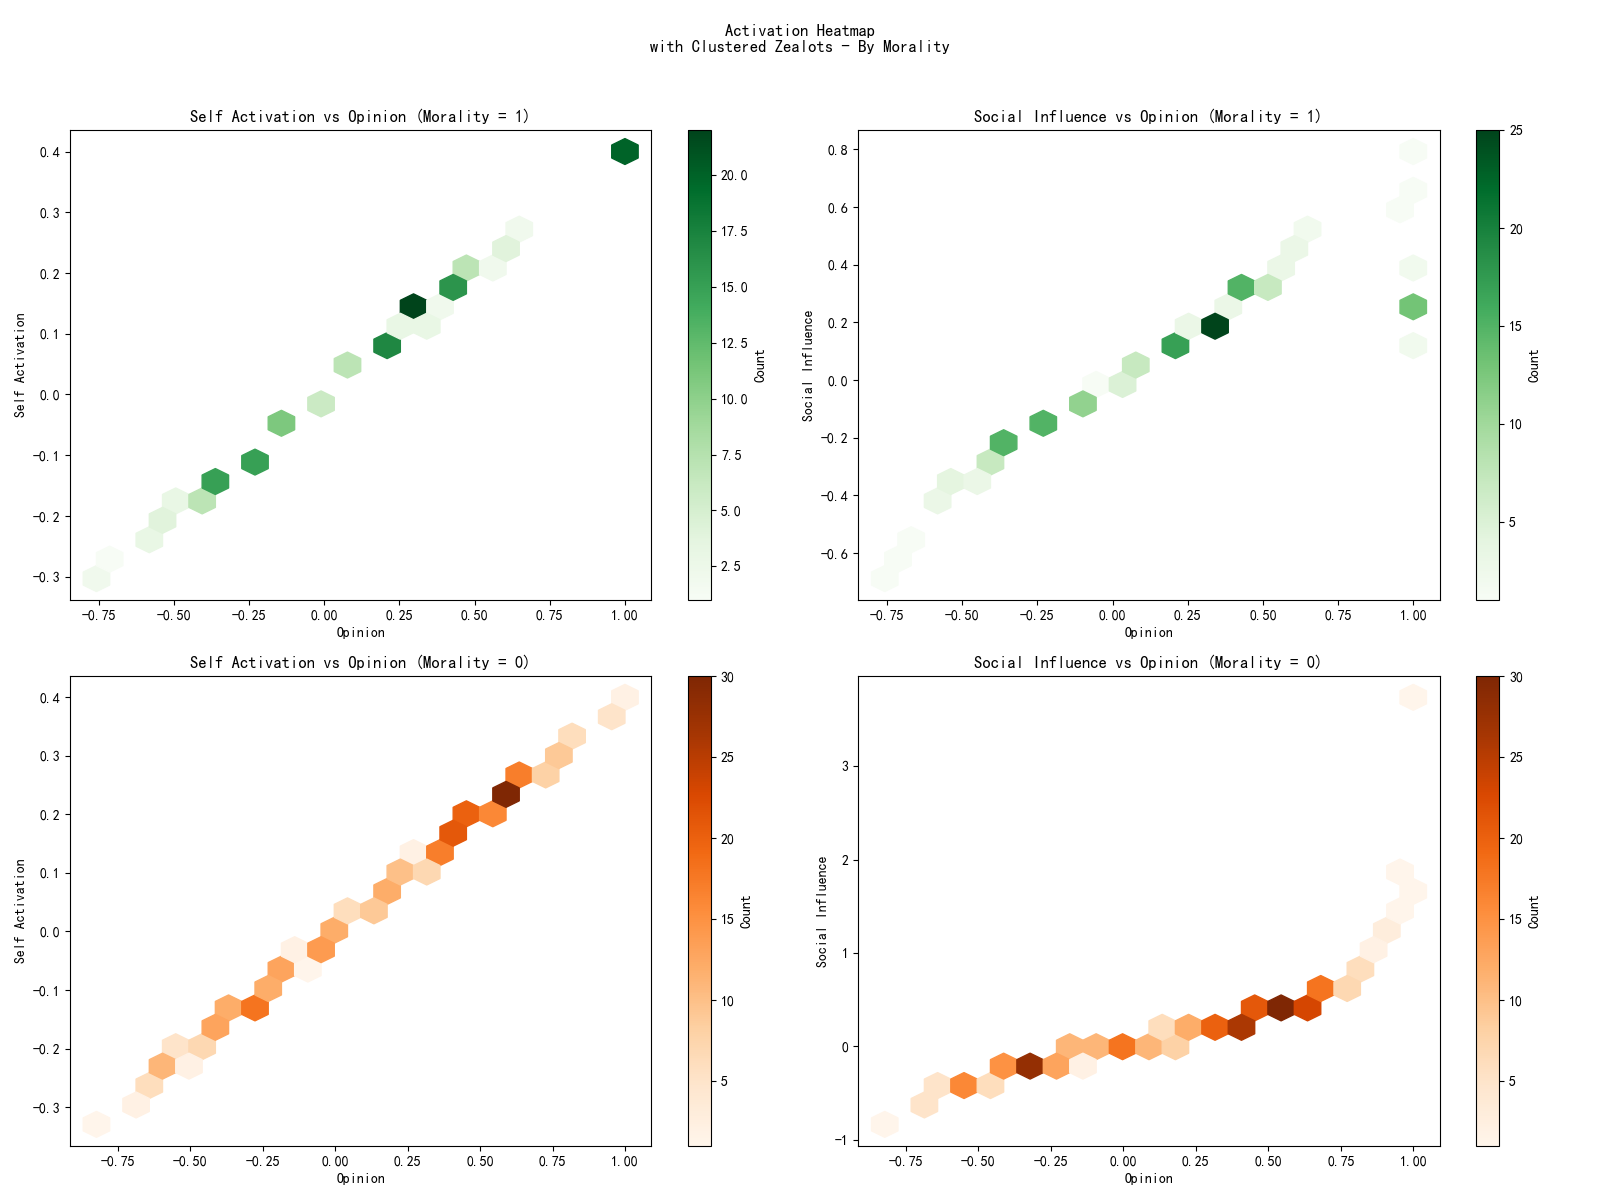 Activation Heatmap
with Clustered Zealots − By Morality
Self Activation vs Opinion (Morality = 1)
Self Activation
0.4
0.3
0.2
0.1
0.0
−0.1
−0.2
−0.3
−0.75 −0.50 −0.25 0.00 0.25 0.50 0.75 1.00
Opinion
20.0
17.5
15.0
12.5
10.0
7.5
5.0
2.5
Count
Social Influence vs Opinion (Morality = 1)
Social Influence
0.8
0.6
0.4
0.2
0.0
−0.2
−0.4
−0.6
−0.75 −0.50 −0.25 0.00 0.25 0.50 0.75 1.00
Opinion
25
20
15
10
5
Count
Self Activation vs Opinion (Morality = 0)
Self Activation
0.4
0.3
0.2
0.1
0.0
−0.1
−0.2
−0.3
−0.75 −0.50 −0.25 0.00 0.25 0.50 0.75 1.00
Opinion
30
25
20
15
10
5
Count
Social Influence vs Opinion (Morality = 0)
Social Influence
3
2
1
0
−1
−0.75 −0.50 −0.25 0.00 0.25 0.50 0.75 1.00
Opinion
30
25
20
15
10
5
Count